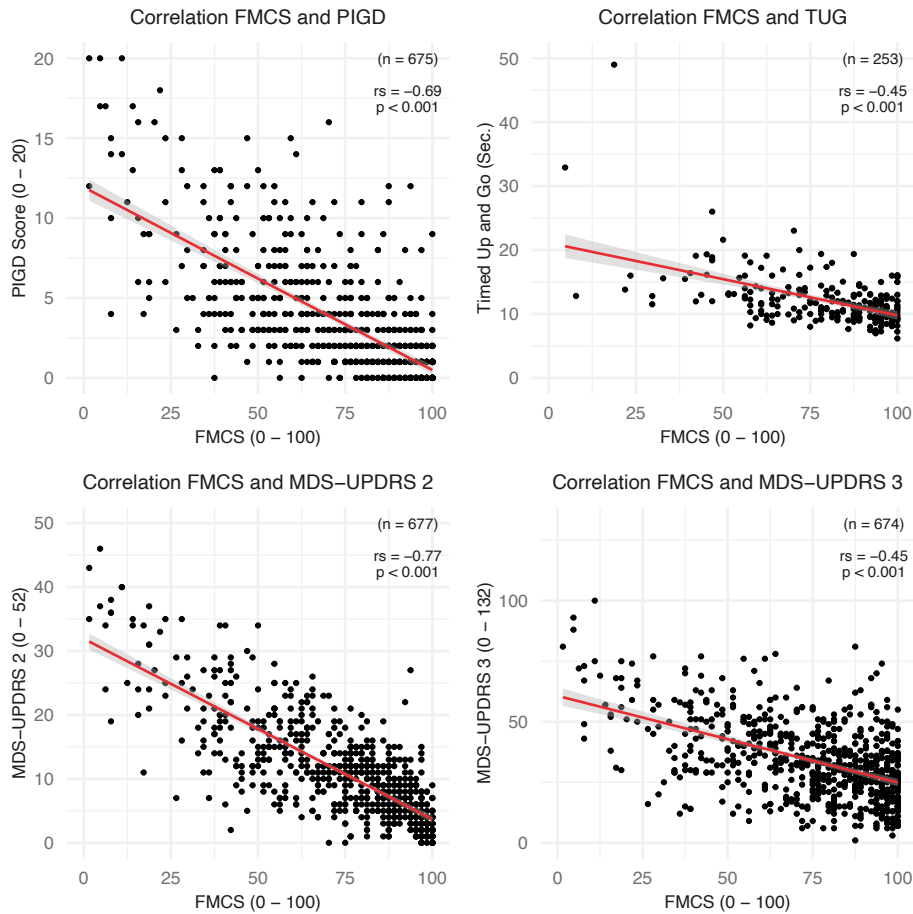 Correlation FMCS and PIGD
(n = 675)
rs = −0.69
p < 0.001
PIGD Score (0 − 20)
20
15
10
5
0
0 25 50 75 100
FMCS (0 − 100)
Correlation FMCS and TUG
(n = 253)
rs = −0.45
p < 0.001
Timed Up and Go (Sec.)
50
40
30
20
10
0
0 25 50 75 100
FMCS (0 − 100)
Correlation FMCS and MDS−UPDRS 2
(n = 677)
rs = −0.77
p < 0.001
MDS−UPDRS 2 (0 − 52)
50
40
30
20
10
0
0 25 50 75 100
FMCS (0 − 100)
Correlation FMCS and MDS−UPDRS 3
(n = 674)
rs = −0.45
p < 0.001
MDS−UPDRS 3 (0 − 132)
100
50
0
0 25 50 75 100
FMCS (0 − 100)